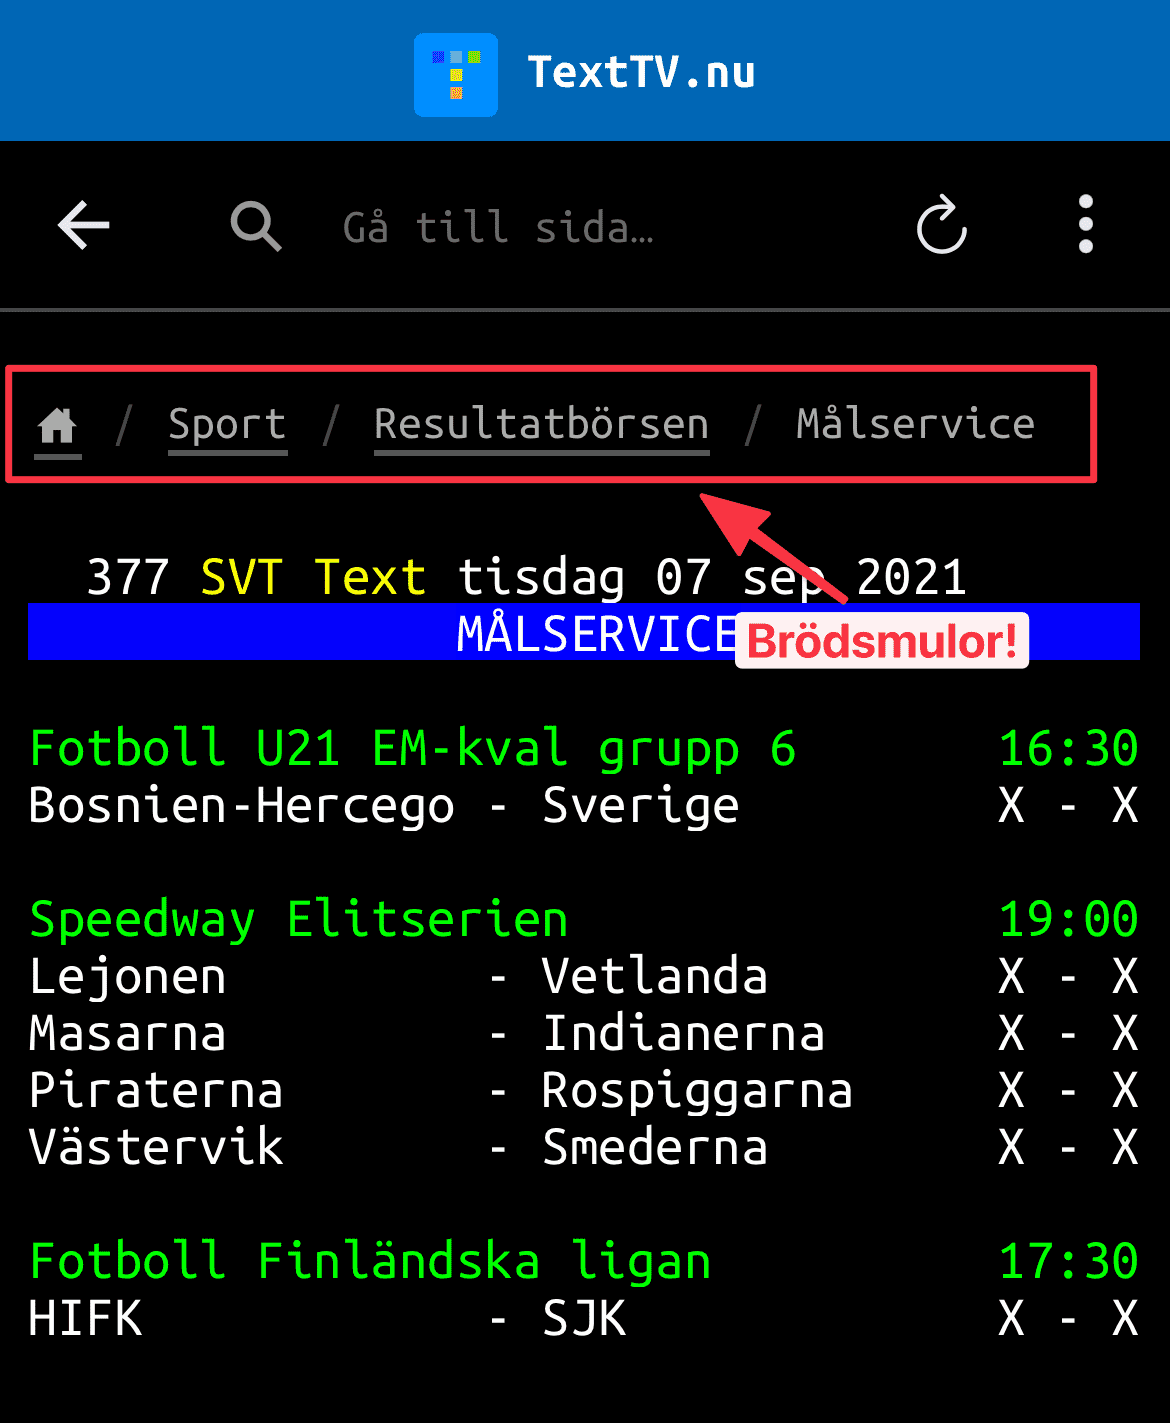 TextTV.nu
Gå till sida…
/ Sport / Resultatbörsen / Målservice
377 SVT Text tisdag 07 sep 2021
MÅLSERVICE
Brödsmulor!
Fotboll U21 EM-kval grupp 6 16:30
Bosnien-Hercego - Sverige X - X
Speedway Elitserien 19:00
Lejonen - Vetlanda X - X
Masarna - Indianerna X - X
Piraterna - Rospiggarna X - X
Västervik - Smederna X - X
Fotboll Finländska ligan 17:30
HIFK - SJK X - X